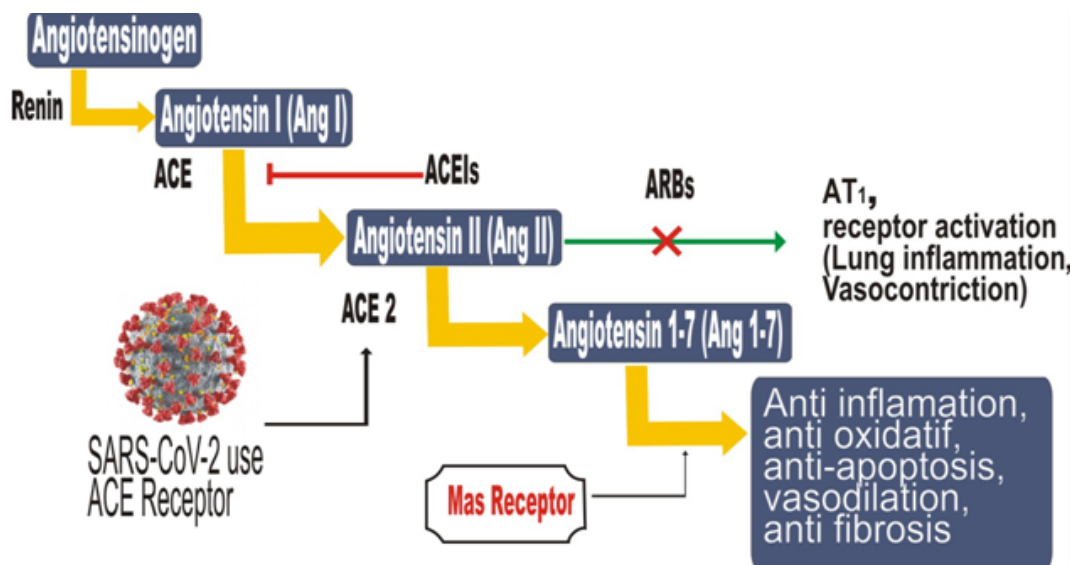 Angiotensinogen
Renin
Angiotensin I (Ang I)
ACE
ACEIs
ARBs
AT₁,
receptor activation
(Lung inflammation,
Vasocontriction)
Angiotensin II (Ang II)
ACE 2
Angiotensin 1-7 (Ang 1-7)
SARS-CoV-2 use
ACE Receptor
Mas Receptor
Anti inflamation,
anti oxidatif,
anti-apoptosis,
vasodilation,
anti fibrosis